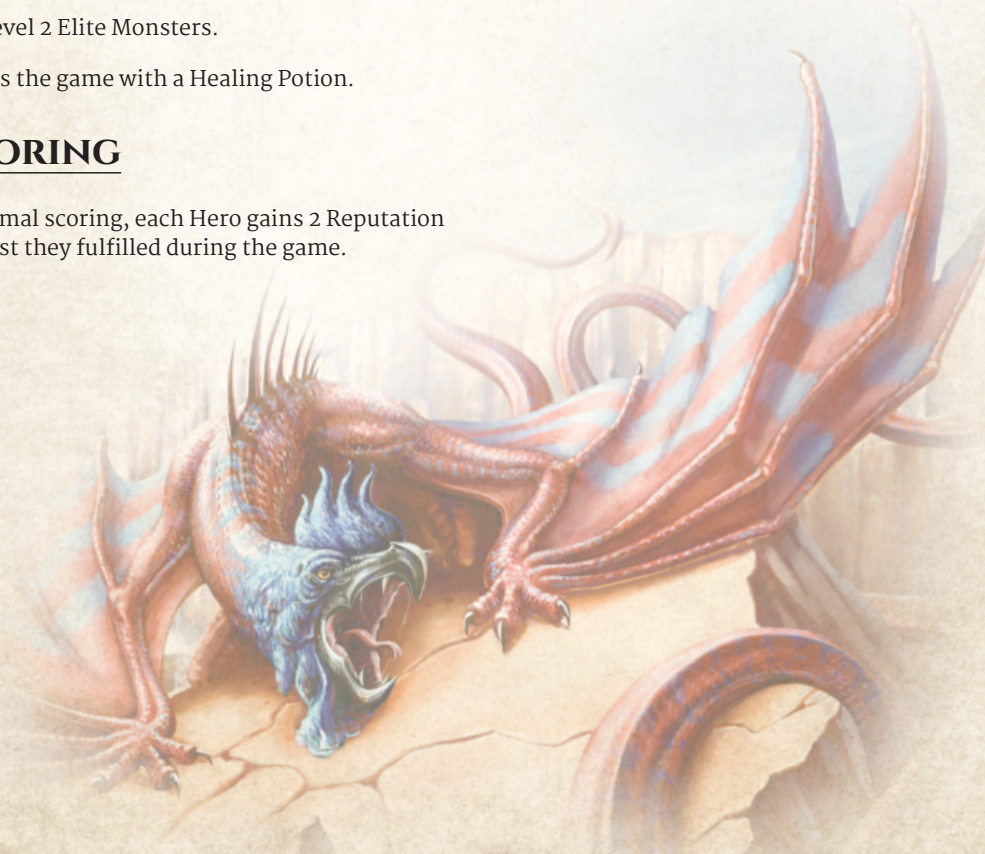 evel 2 Elite Monsters.
s the game with a Healing Potion.
ORING
mal scoring, each Hero gains 2 Reputation
st they fulfilled during the game.